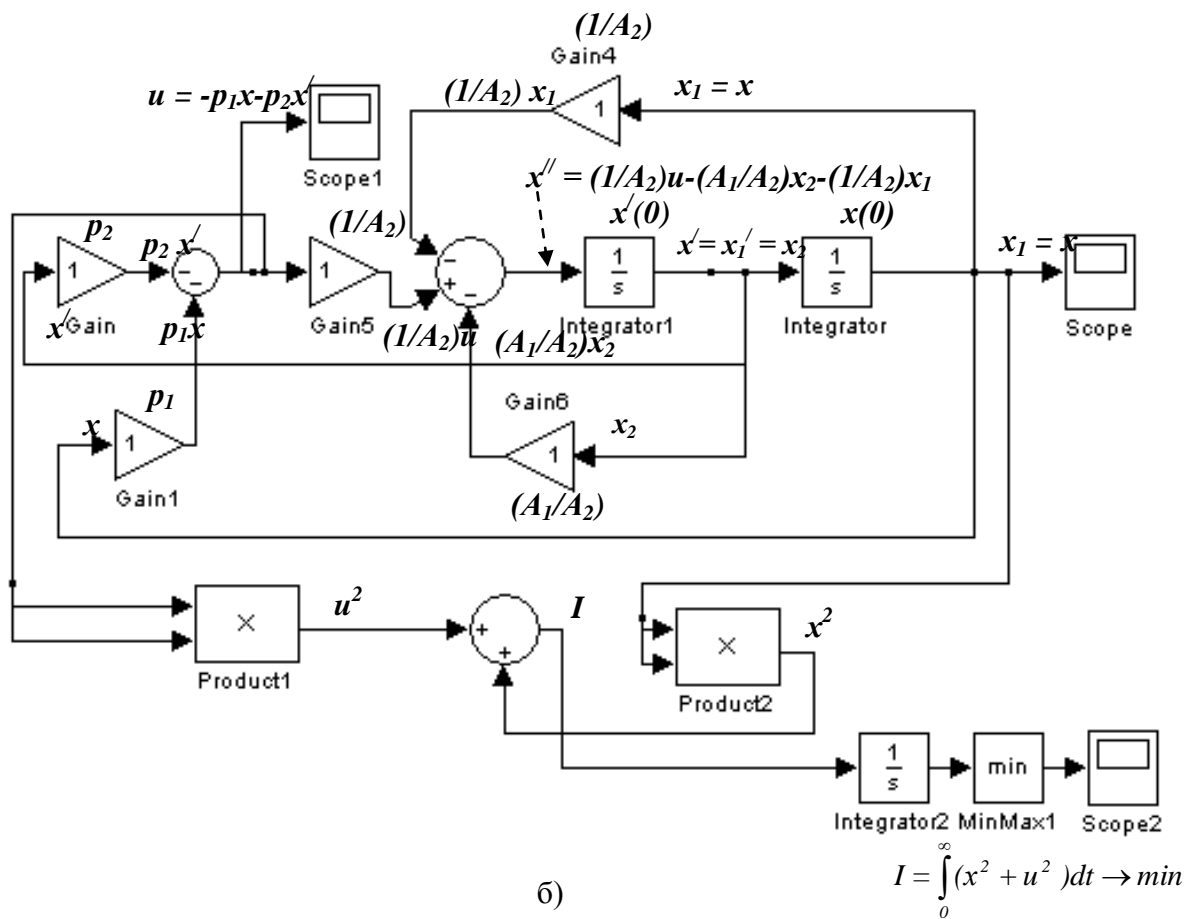 (1/A₂)
Gain4
1
u = -p₁x-p₂x/
(1/A₂) x₁
x₁ = x
Scope1
x// = (1/A₂)u-(A₁/A₂)x₂-(1/A₂)x₁
x/(0)
x(0)
(1/A₂)
p₂
p₂ x/
x/= x₁/ = x₂
x₁ = x
1
-
-
1
-
+
-
1/s
1/s
x/
Gain
p₁x
Gain5
(1/A₂)u
(A₁/A₂)x₂
Integrator1
Integrator
Scope
p₁
x
1
Gain1
Gain6
1
x₂
(A₁/A₂)
×
Product1
u²
+
+
I
×
Product2
x²
1/s
min
Integrator2
MinMax1
Scope2
б)
I = ∫₀^∞(x² + u² )dt → min